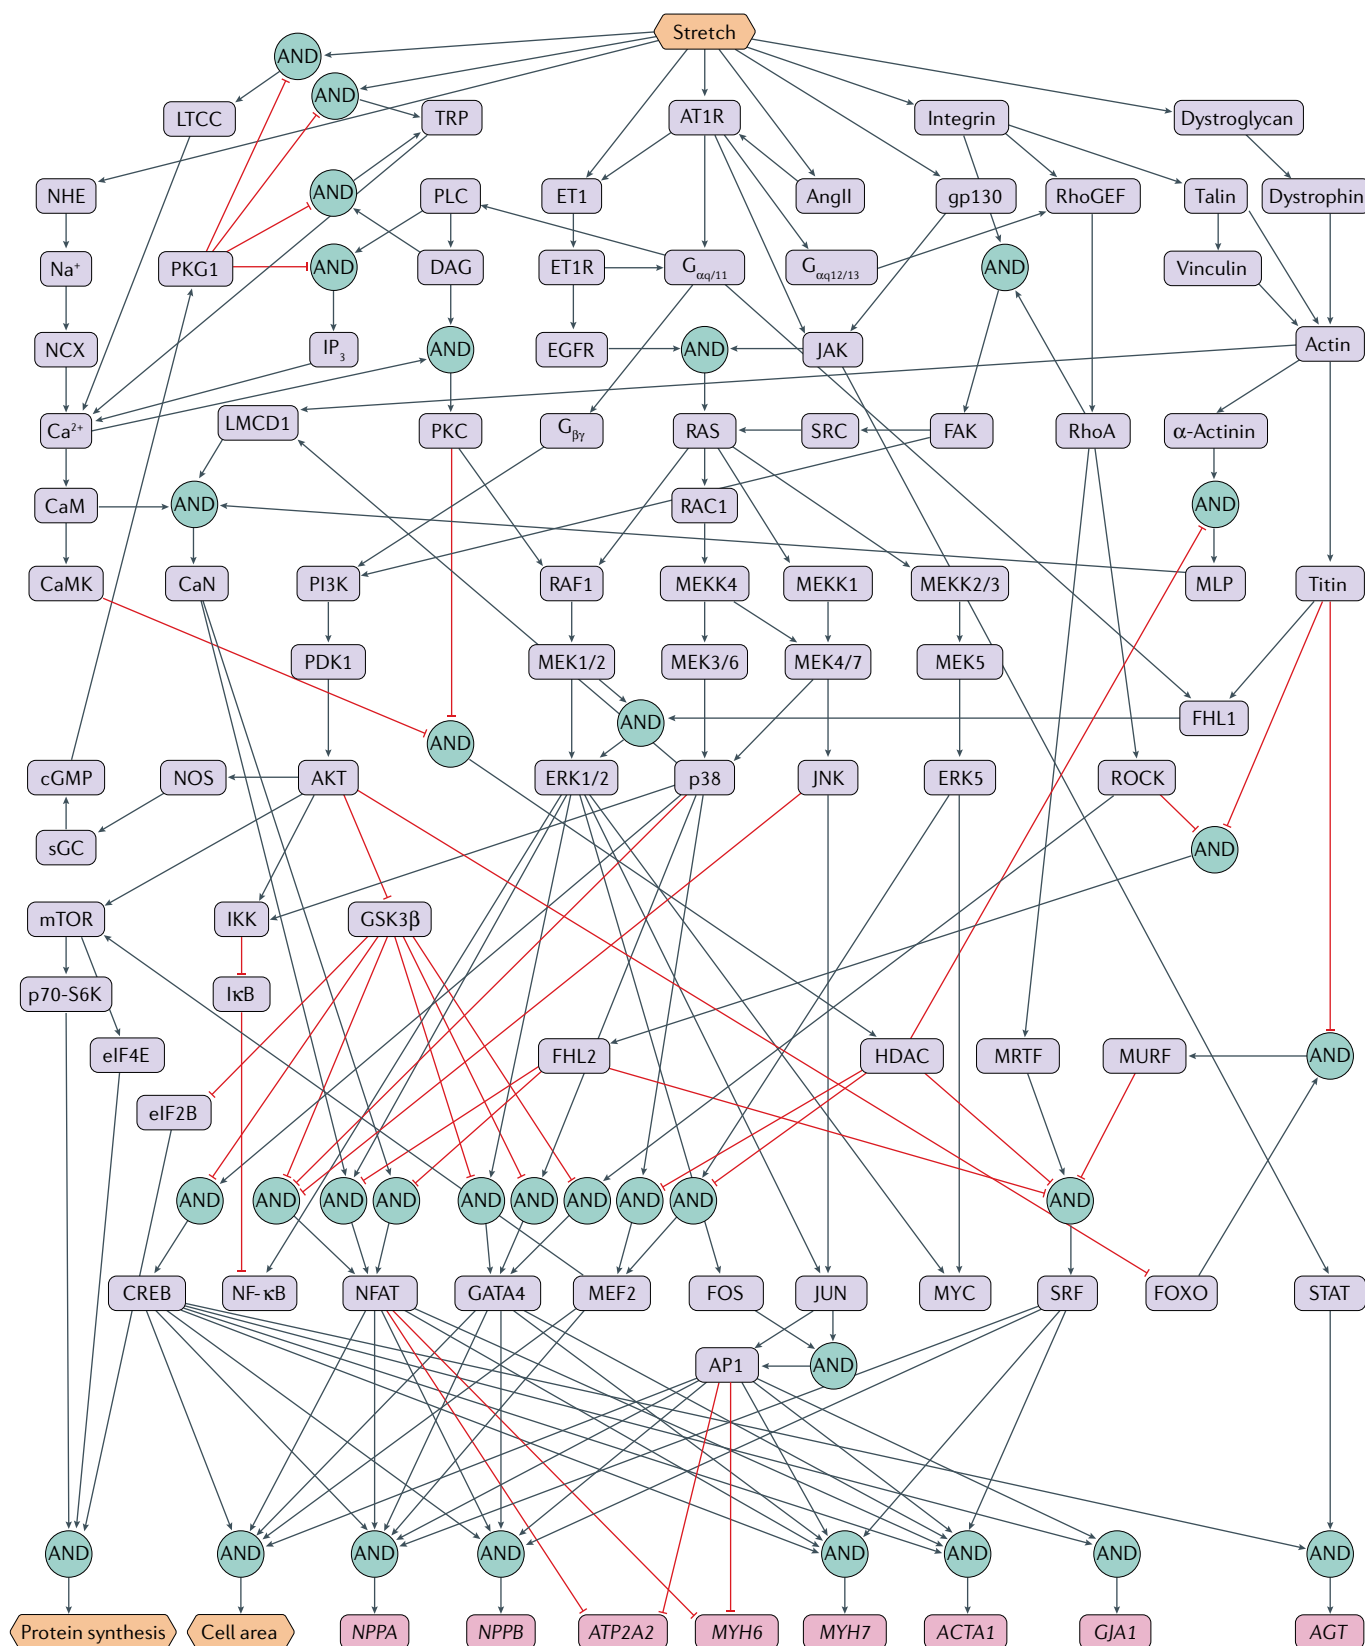 Stretch
AND
AND
LTCC
TRP
AT1R
Integrin
Dystroglycan
NHE
AND
PLC
ET1
AngII
gp130
RhoGEF
Talin
Dystrophin
Na⁺
PKG1
AND
DAG
ET1R
Gαq/11
Gαq12/13
AND
Vinculin
NCX
IP₃
AND
EGFR
AND
JAK
Actin
Ca²⁺
LMCD1
PKC
Gβγ
RAS
SRC
FAK
RhoA
α-Actinin
CaM
AND
RAC1
AND
CaMK
CaN
PI3K
RAF1
MEKK4
MEKK1
MEKK2/3
MLP
Titin
PDK1
MEK1/2
MEK3/6
MEK4/7
MEK5
AND
AND
FHL1
cGMP
NOS
AKT
ERK1/2
p38
JNK
ERK5
ROCK
sGC
AND
mTOR
IKK
GSK3β
p70-S6K
IκB
eIF4E
FHL2
HDAC
MRTF
MURF
AND
eIF2B
AND
AND
AND
AND
AND
AND
AND
AND
AND
AND
CREB
NF-κB
NFAT
GATA4
MEF2
FOS
JUN
MYC
SRF
FOXO
STAT
AP1
AND
AND
AND
AND
AND
AND
AND
AND
AND
Protein synthesis
Cell area
NPPA
NPPB
ATP2A2
MYH6
MYH7
ACTA1
GJA1
AGT